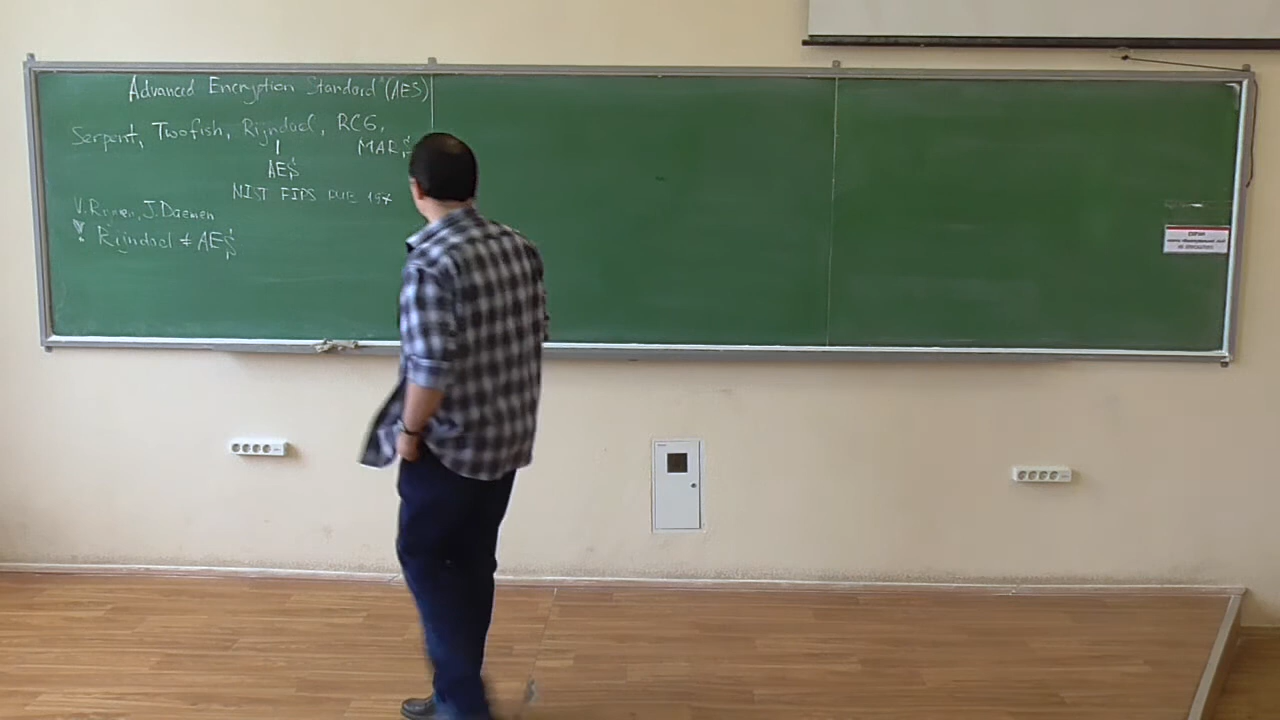 Advanced Encryption Standard (AES)
Serpent, Twofish, Rijndael, RC6,
MARS
AES
NIST FIPS PUB 197
V. Rijmen, J. Daemen
! Rijndael ≠ AES